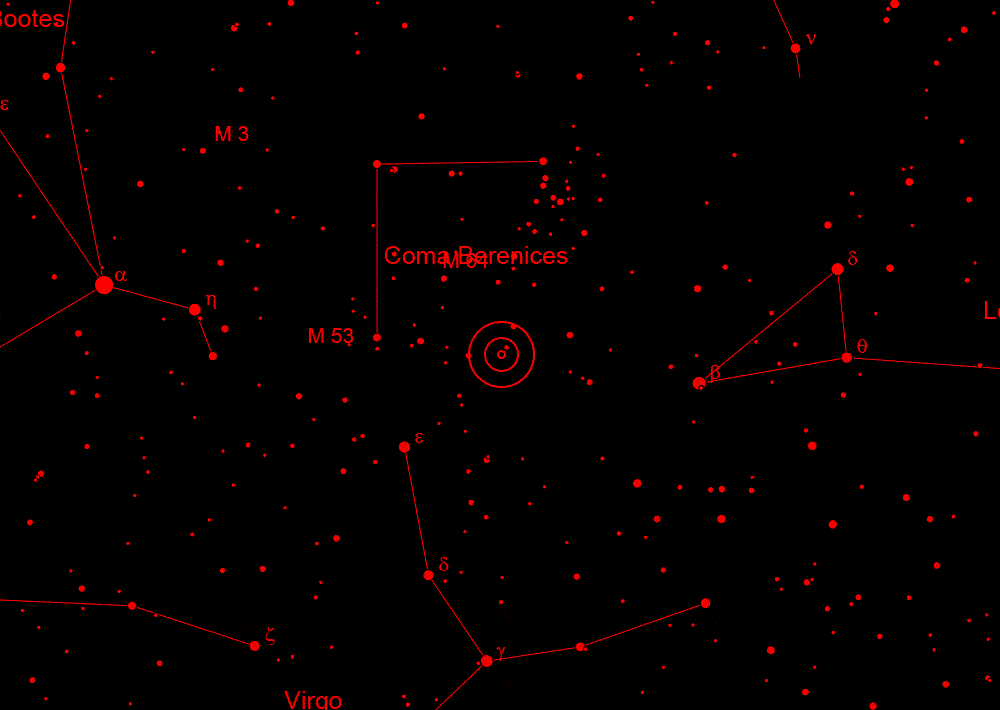 Bootes
ν
ε
M 3
Coma Berenices
M 64
δ
α
η
Le
M 53
θ
β
ε
δ
ζ
γ
Virgo